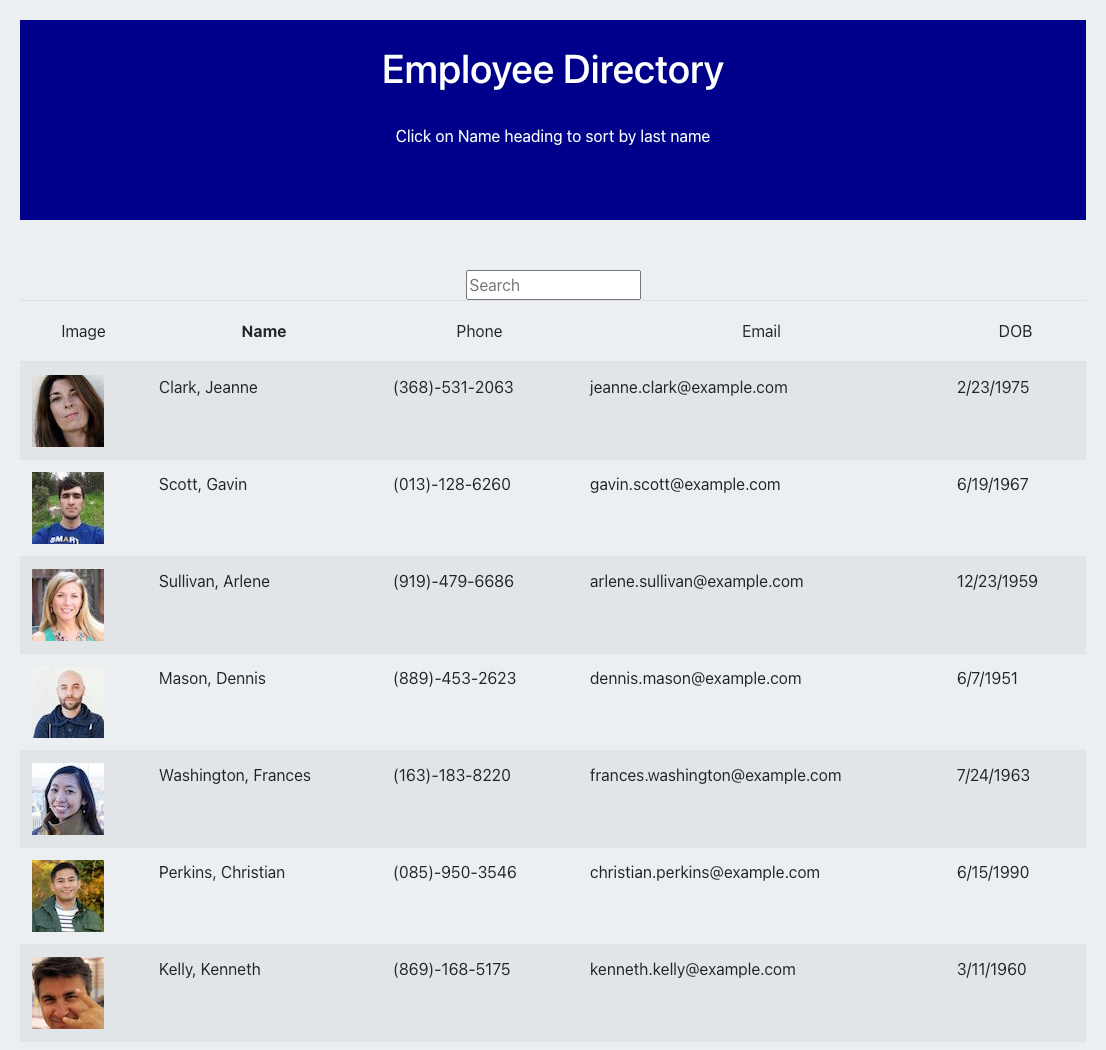 Employee Directory
Click on Name heading to sort by last name
Search
Image Name Phone Email DOB
Clark, Jeanne (368)-531-2063 jeanne.clark@example.com 2/23/1975
Scott, Gavin (013)-128-6260 gavin.scott@example.com 6/19/1967
SMART
Sullivan, Arlene (919)-479-6686 arlene.sullivan@example.com 12/23/1959
Mason, Dennis (889)-453-2623 dennis.mason@example.com 6/7/1951
Washington, Frances (163)-183-8220 frances.washington@example.com 7/24/1963
Perkins, Christian (085)-950-3546 christian.perkins@example.com 6/15/1990
Kelly, Kenneth (869)-168-5175 kenneth.kelly@example.com 3/11/1960